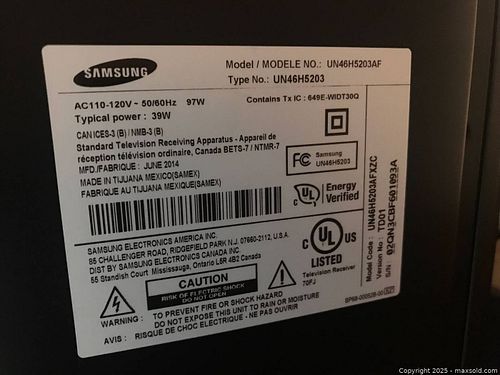 SAMSUNG
Model / MODELE NO.: UN46H5203AF
Type No.: UN46H5203
AC110-120V ~ 50/60Hz 97W
Typical power : 39W
Contains Tx IC : 649E-WIDT30Q
CAN ICES-3 (B) / NMB-3 (B)
Standard Television Receiving Apparatus - Appareil de
réception télévision ordinaire, Canada BETS-7 / NTMR-7
MFD./FABRIQUE : JUNE 2014
MADE IN TIJUANA MEXICO(SAMEX)
FABRIQUE AU TIJUANA MEXIQUE(SAMEX)
FC
Samsung
UN46H5203
C UL Energy
Verified
SAMSUNG ELECTRONICS AMERICA INC.
85 CHALLENGER ROAD, RIDGEFIELD PARK N.J. 07660-2112, U.S.A.
DIST BY SAMSUNG ELECTRONICS CANADA INC.
55 Standish Court Mississauga, Ontario L5R 4B2 Canada
C UL US
LISTED
Television Receiver
70FJ
CAUTION
RISK OF ELECTRIC SHOCK
DO NOT OPEN
WARNING : TO PREVENT FIRE OR SHOCK HAZARD
DO NOT EXPOSE THIS UNIT TO RAIN OR MOISTURE
AVIS : RISQUE DE CHOC ELECTRIQUE - NE PAS OUVRIR
Model Code : UN46H5203AFXZC
Version No : TD01
S/N : 02QN3CBF601093A
Copyright 2025 - maxsold.com